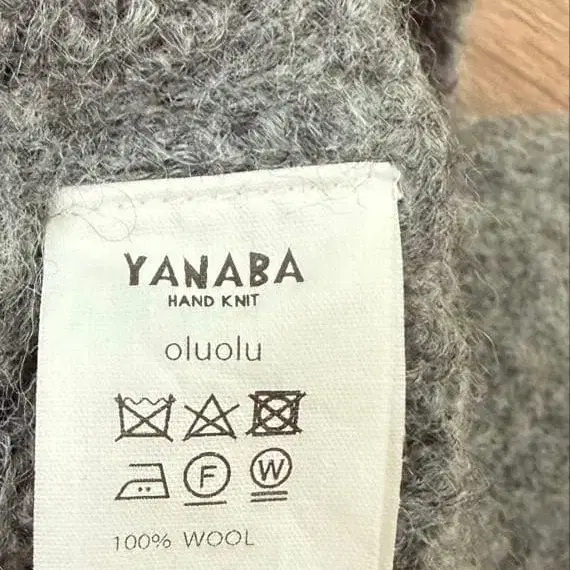 YANABA
HAND KNIT
oluolu
F W
100% WOOL